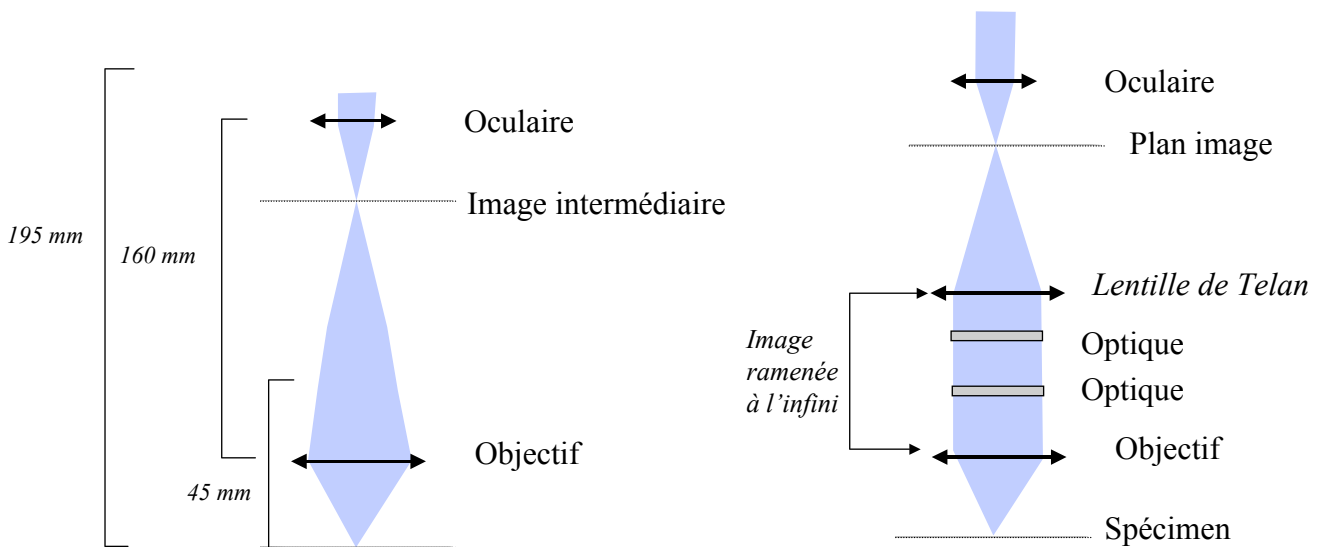 Oculaire
Image intermédiaire
195 mm
160 mm
Objectif
45 mm
Oculaire
Plan image
Lentille de Telan
Image
ramenée
à l’infini
Optique
Optique
Objectif
Spécimen